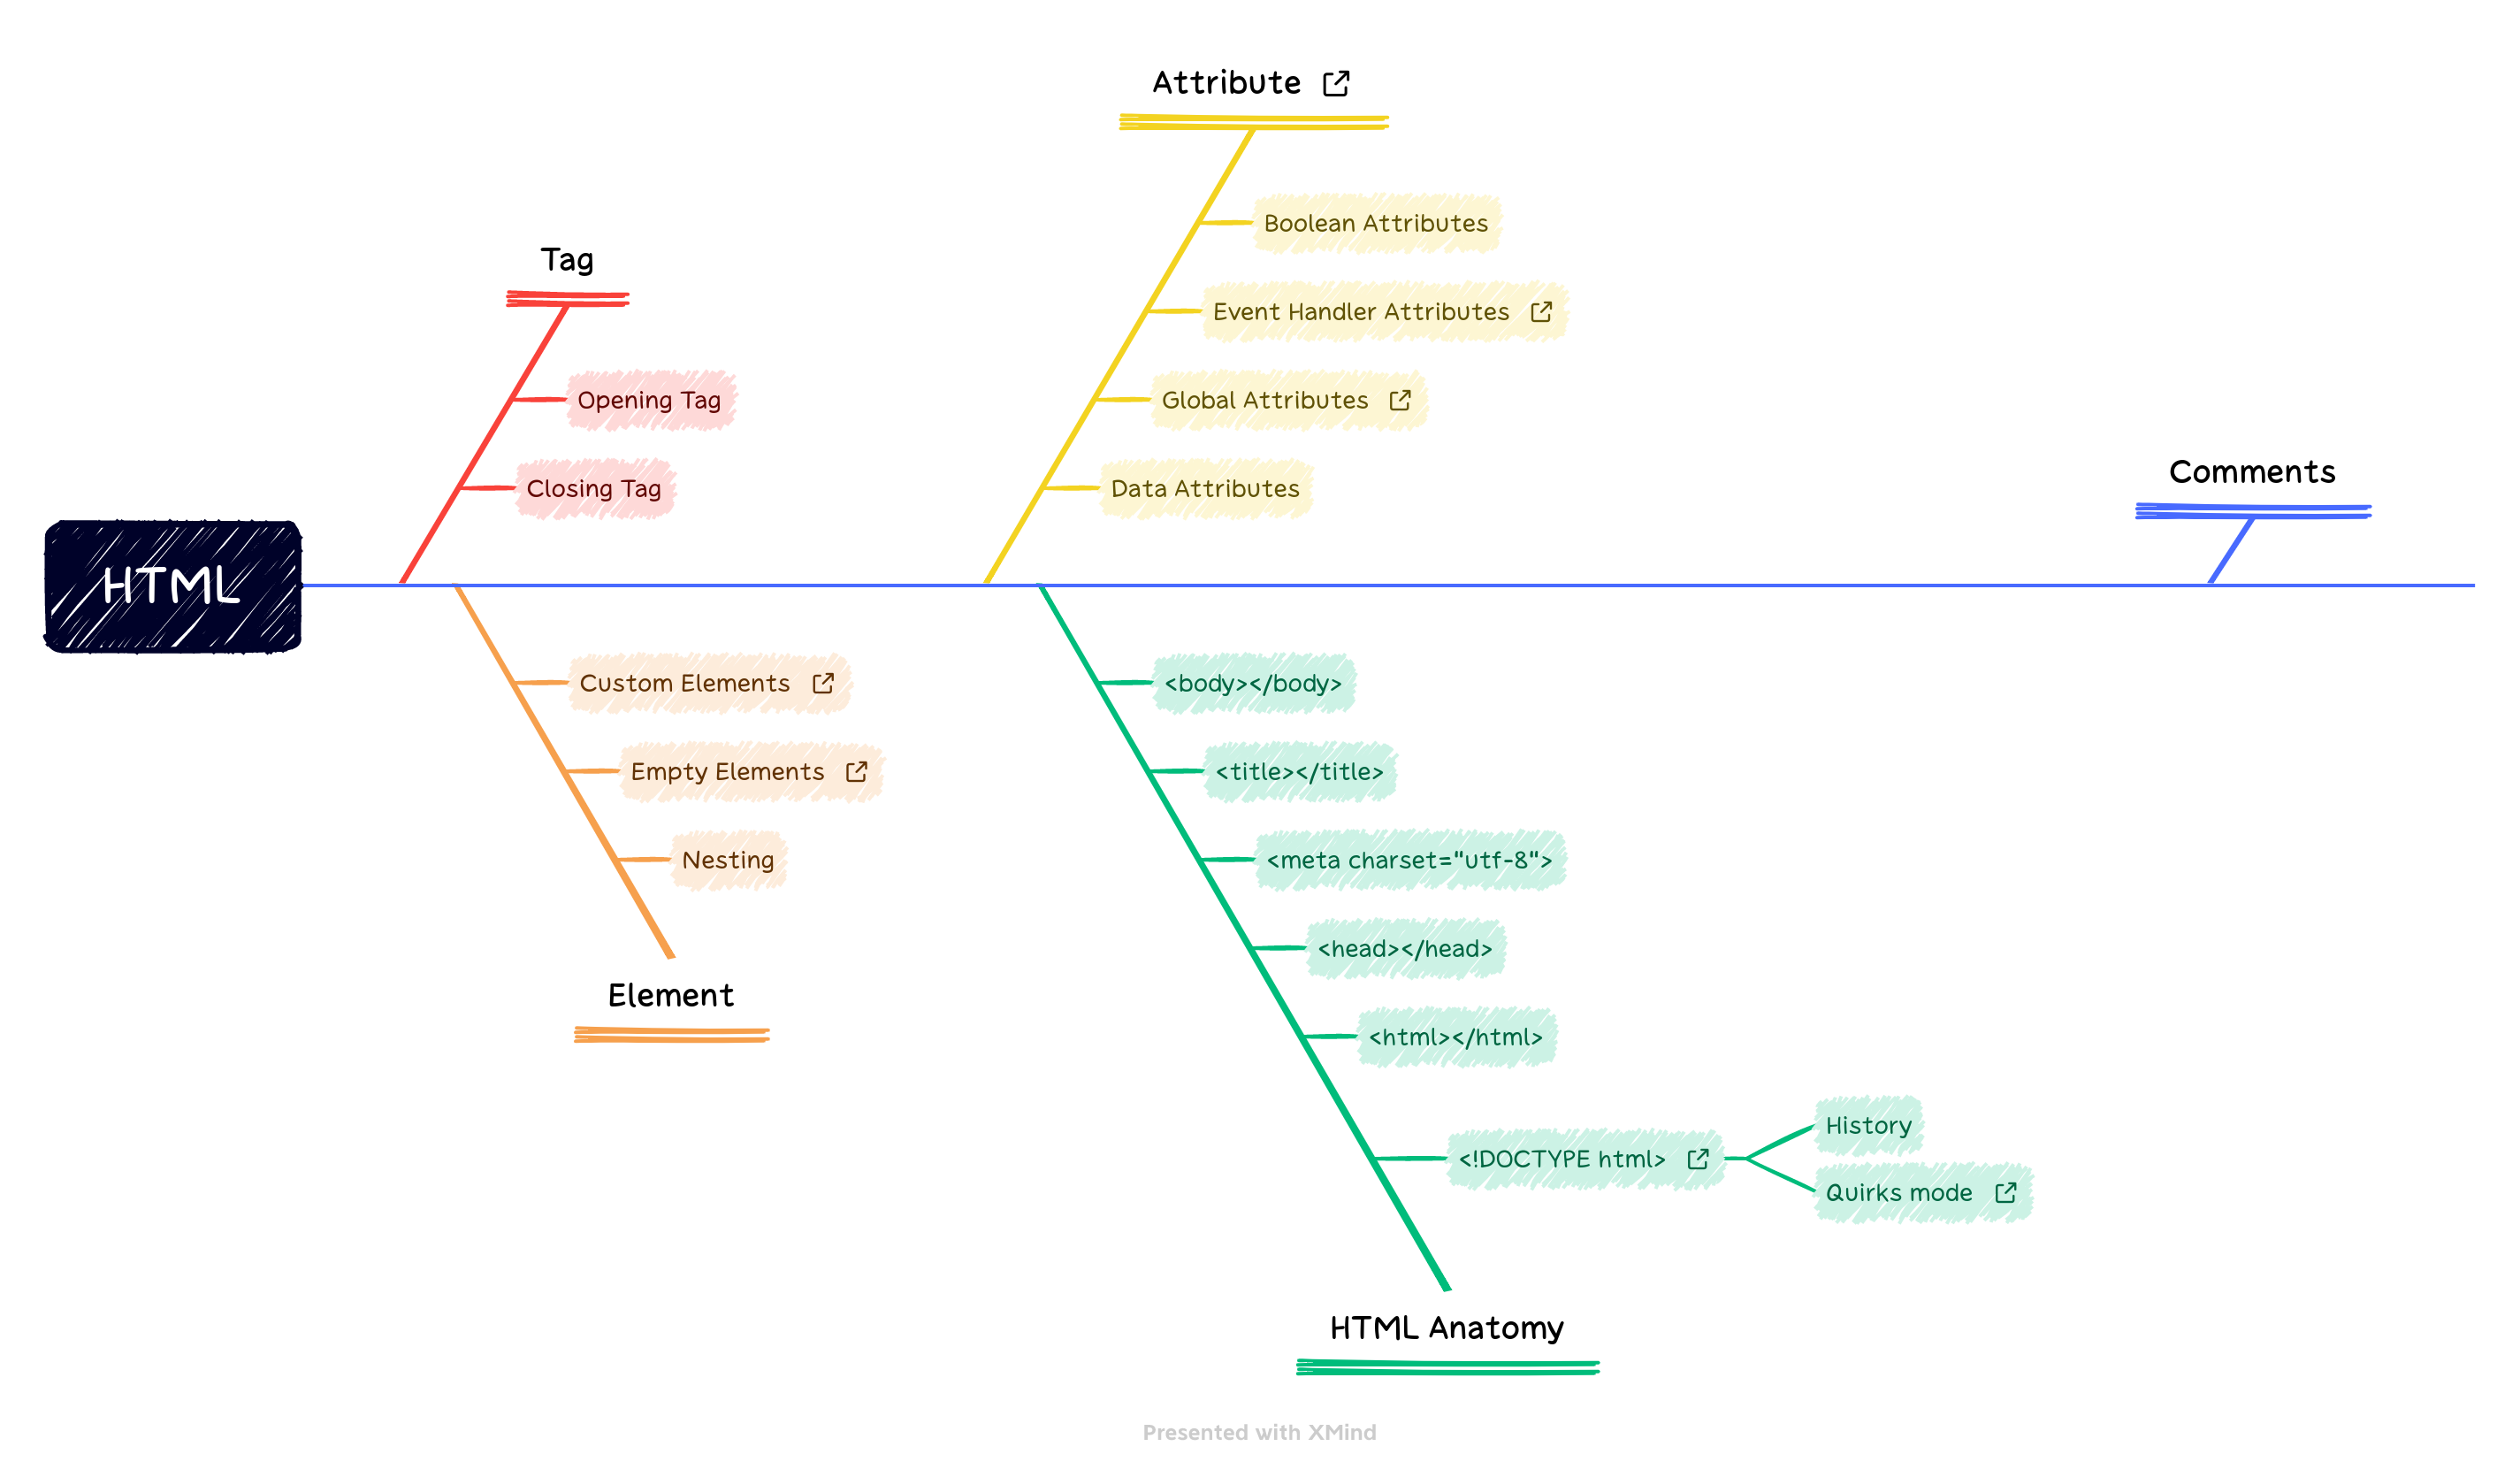 HTML
Tag
Opening Tag
Closing Tag
Element
Custom Elements
Empty Elements
Nesting
Attribute
Boolean Attributes
Event Handler Attributes
Global Attributes
Data Attributes
HTML Anatomy
<body></body>
<title></title>
<meta charset="utf-8">
<head></head>
<html></html>
<!DOCTYPE html>
History
Quirks mode
Comments
Presented with XMind